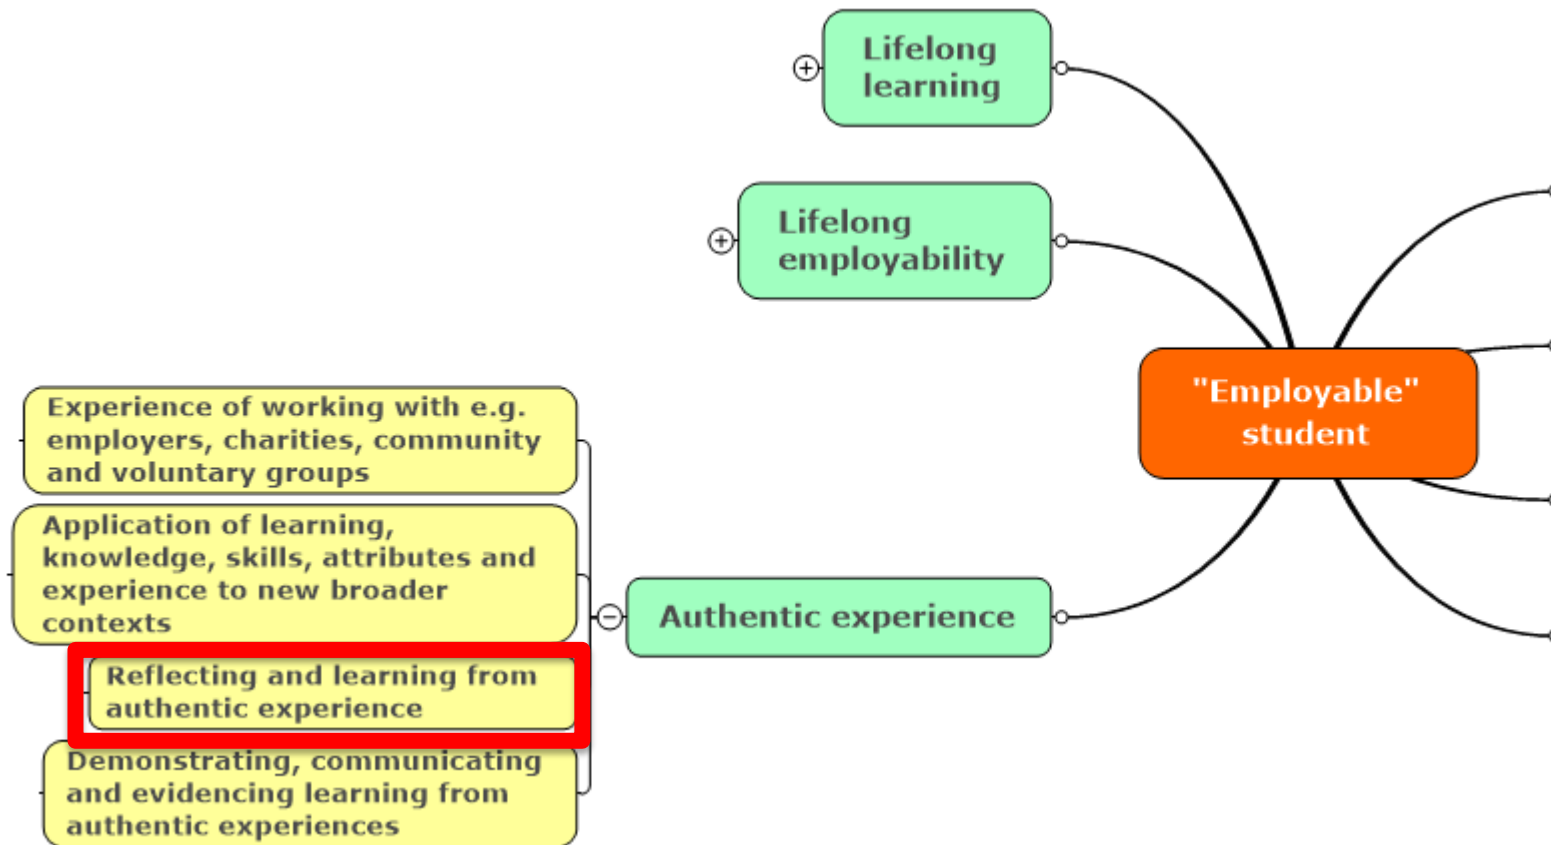 Lifelong
learning
Lifelong
employability
"Employable"
student
Experience of working with e.g.
employers, charities, community
and voluntary groups
Application of learning,
knowledge, skills, attributes and
experience to new broader
contexts
Authentic experience
Reflecting and learning from
authentic experience
Demonstrating, communicating
and evidencing learning from
authentic experiences